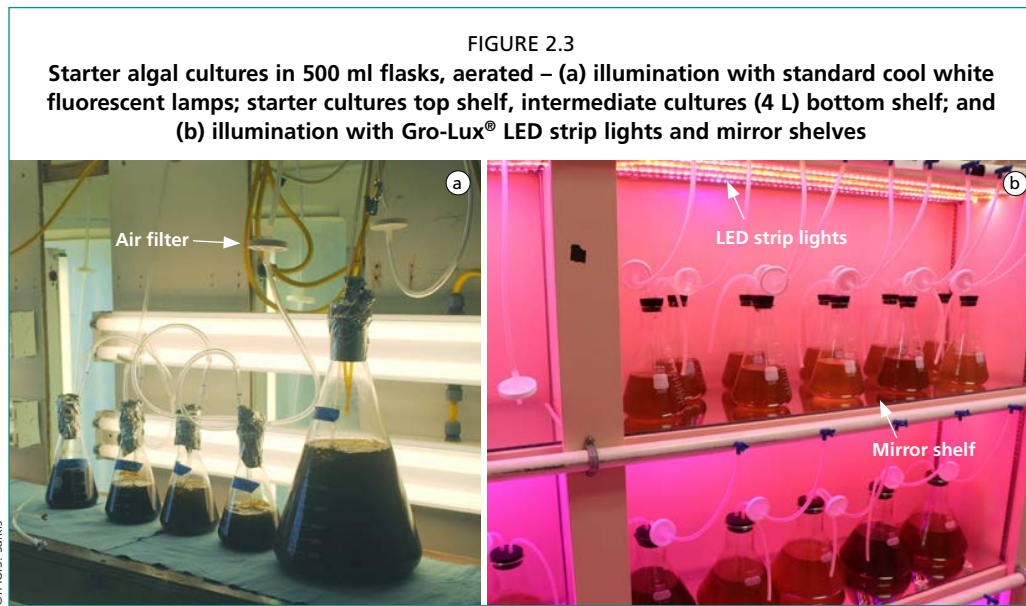 FIGURE 2.3
Starter algal cultures in 500 ml flasks, aerated – (a) illumination with standard cool white
fluorescent lamps; starter cultures top shelf, intermediate cultures (4 L) bottom shelf; and
(b) illumination with Gro-Lux® LED strip lights and mirror shelves
a
Air filter
b
LED strip lights
Mirror shelf